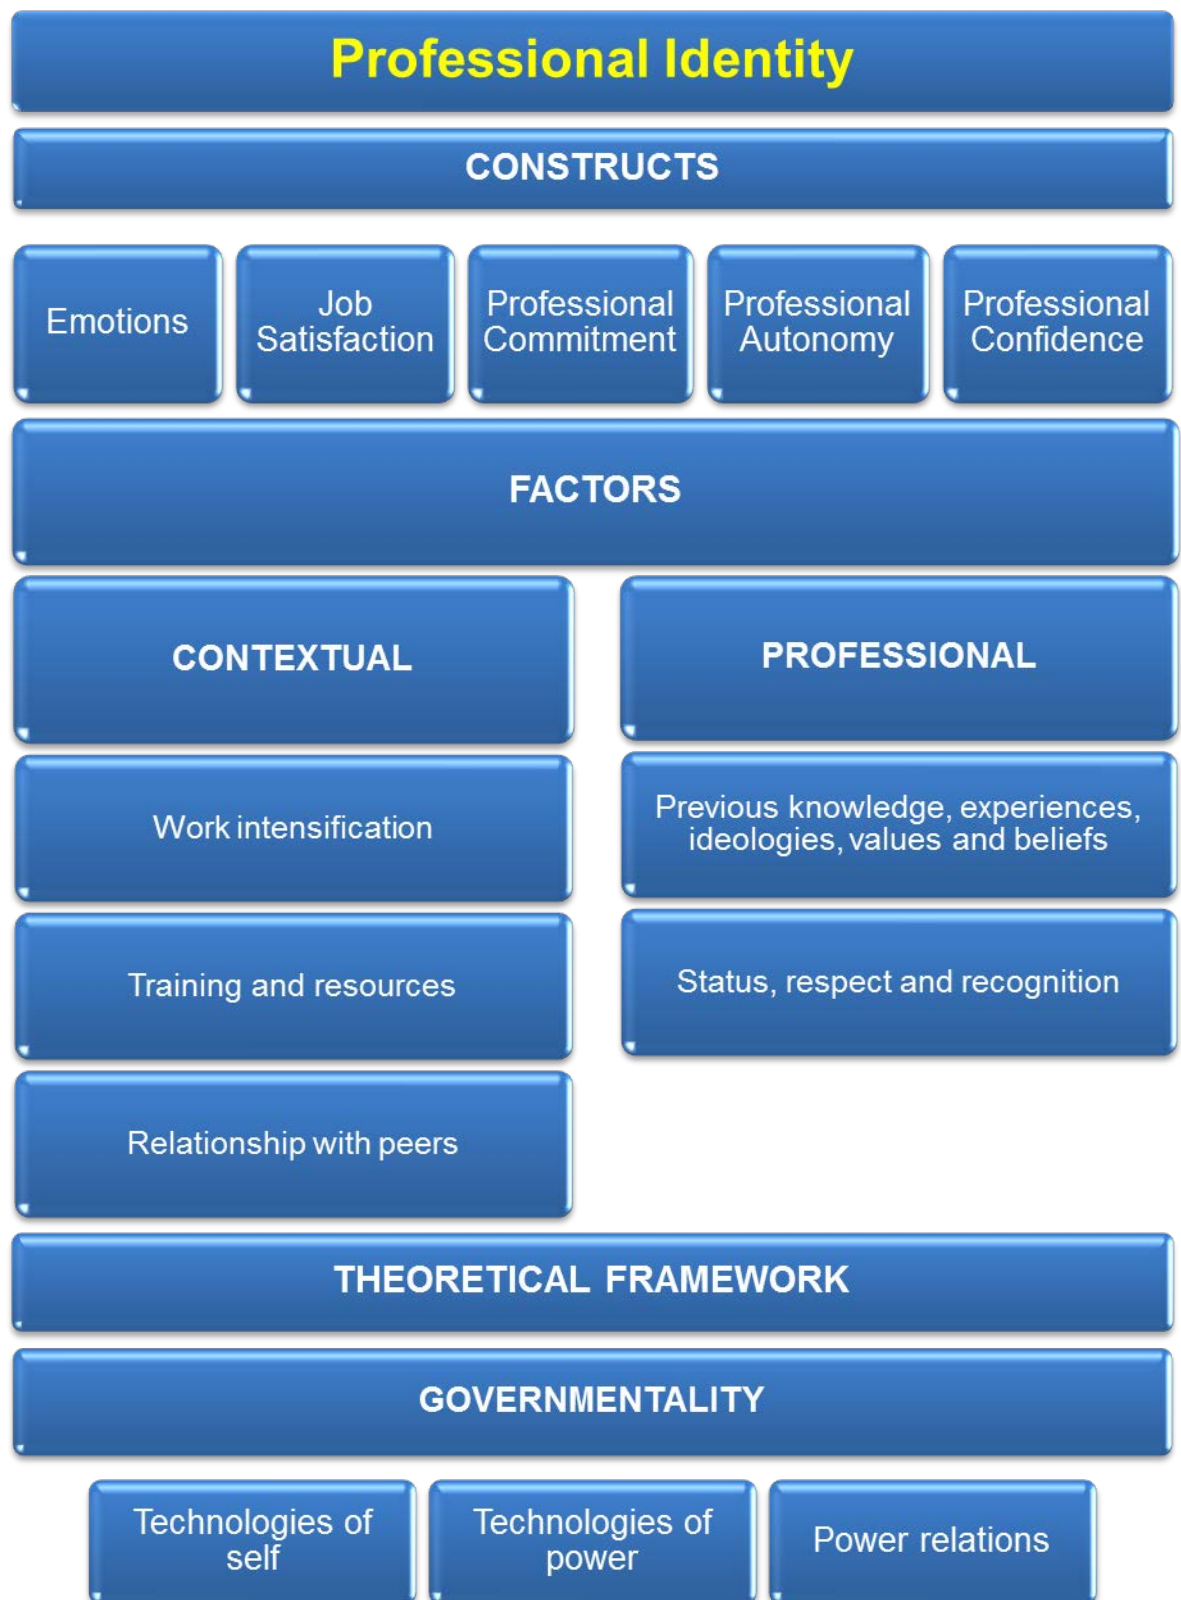 Professional Identity
CONSTRUCTS
Emotions
Job
Satisfaction
Professional
Commitment
Professional
Autonomy
Professional
Confidence
FACTORS
CONTEXTUAL
Work intensification
Training and resources
Relationship with peers
PROFESSIONAL
Previous knowledge, experiences,
ideologies, values and beliefs
Status, respect and recognition
THEORETICAL FRAMEWORK
GOVERNMENTALITY
Technologies of
self
Technologies of
power
Power relations